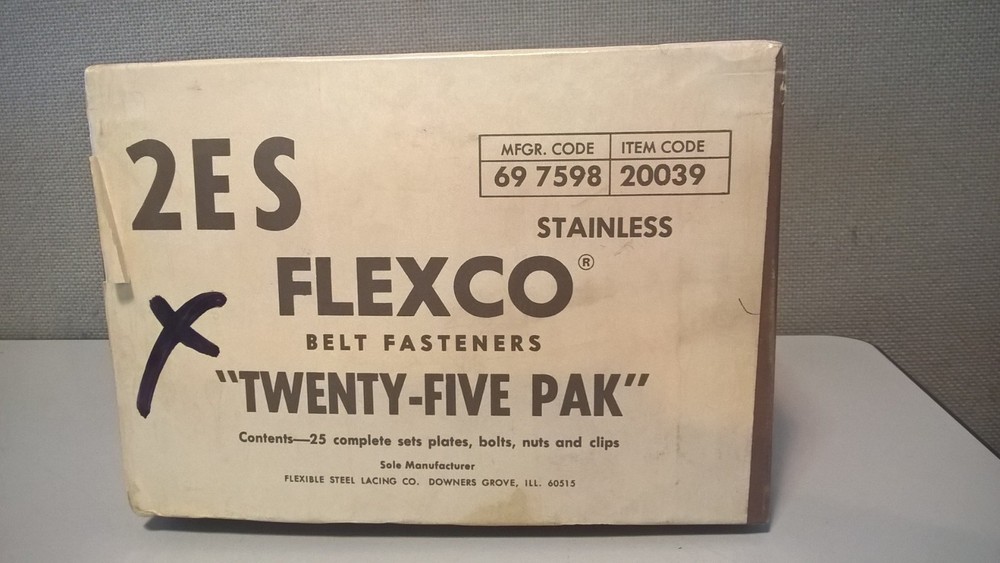 2ES
MFGR. CODE ITEM CODE
69 7598 20039
STAINLESS
FLEXCO®
BELT FASTENERS
"TWENTY-FIVE PAK"
Contents—25 complete sets plates, bolts, nuts and clips
Sole Manufacturer
FLEXIBLE STEEL LACING CO. DOWNERS GROVE, ILL. 60515
X